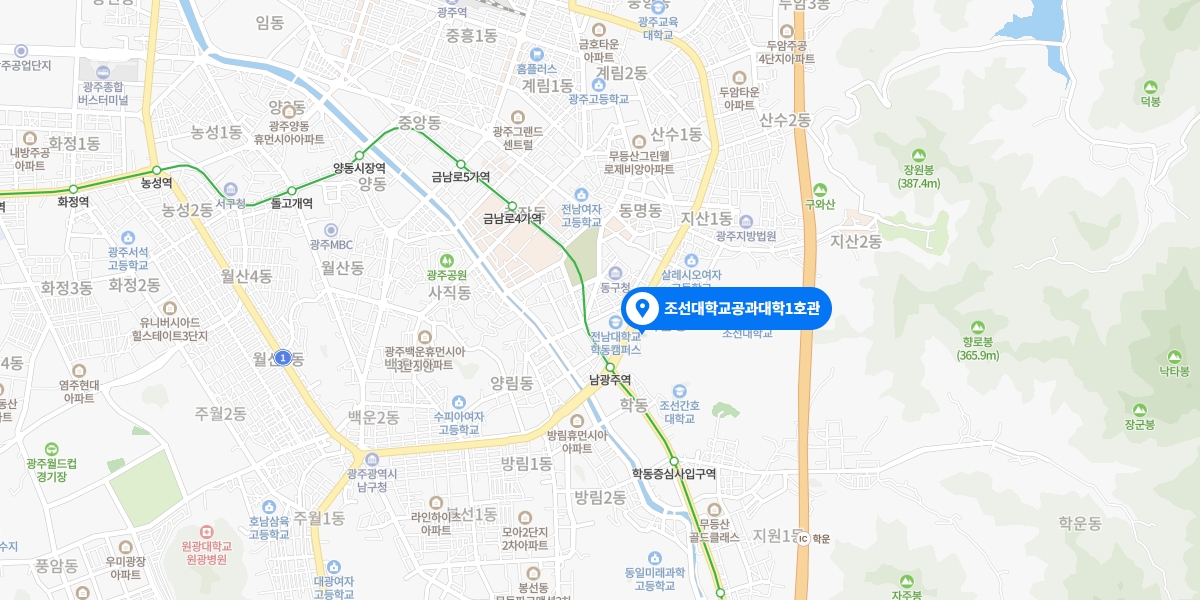 임동
광주역
중흥1동
광주교육
대학교
두암3동
금호타운
아파트
두암주공
4단지아파트
홈플러스
계림1동
계림2동
광주고등학교
두암타운
아파트
덕봉
광주종합
버스터미널
농성1동
광주양동
휴먼시아아파트
중앙동
광주그랜드
센트럴
산수1동
산수2동
화정1동
내방주공
아파트
양동시장역
무등산그린웰
로제비앙아파트
장원봉
(387.4m)
농성역
양동
금남로5가역
화정역
서구청
돌고개역
농성2동
금남로4가역
전남여자
고등학교
동명동
지산1동
구와산
광주지방법원
지산2동
광주MBC
광주서석
고등학교
월산4동
월산동
광주공원
사직동
동구청
살레시오여자
고등학교
화정3동
화정2동
조선대학교공과대학1호관
유니버시아드
힐스테이트3단지
전남대학교
학동캠퍼스
조선대학교
향로봉
(365.9m)
1
광주백운휴먼시아
3단지아파트
낙타봉
염주현대
아파트
양림동
남광주역
주월2동
백운2동
수피아여자
고등학교
학동
조선간호
대학교
장군봉
방림휴먼시아
아파트
광주월드컵
경기장
광주광역시
남구청
방림1동
학동증심사입구역
방림2동
호남삼육
고등학교
주월1동
라인하이츠
아파트
모아2단지
2차아파트
무등산
골드클래스
지원1동
IC 학운
학운동
원광대학교
광주병원
우미광장
아파트
풍암동
대광여자
고등학교
봉선동
동일미래과학
고등학교
자주봉